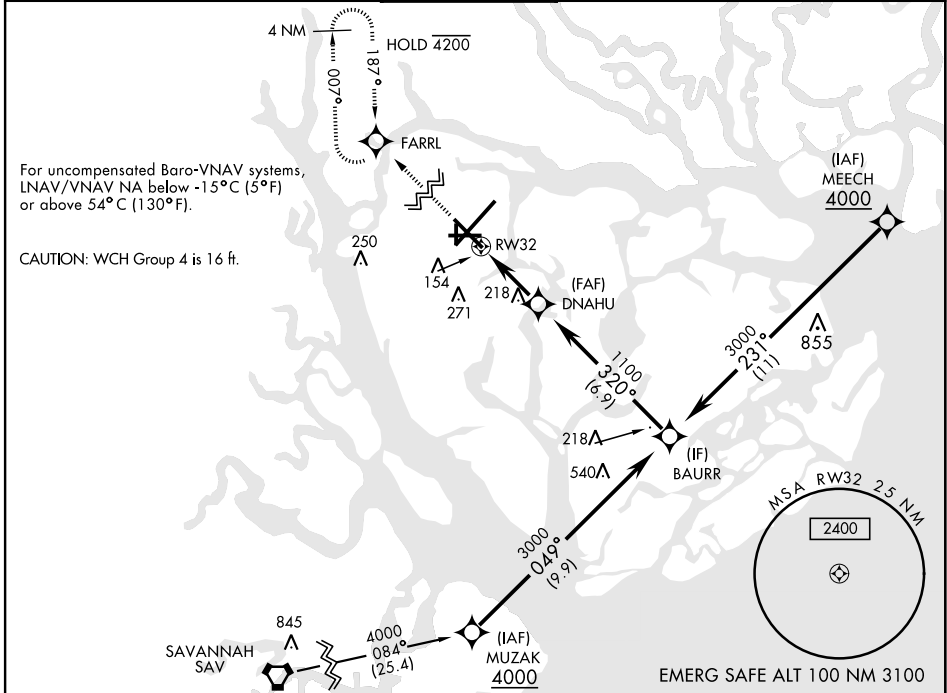 4 NM
HOLD 4200
007°
187°
FARRL
For uncompensated Baro-VNAV systems,
LNAV/VNAV NA below -15°C (5°F)
or above 54°C (130°F).
CAUTION: WCH Group 4 is 16 ft.
(IAF)
MEECH
4000
250
RW32
154
271
218
(FAF)
DNAHU
3000
231°
(11)
855
1100
320°
(6.9)
218
540
(IF)
BAURR
MSA RW32 25 NM
2400
3000
049°
(9.9)
845
SAVANNAH
SAV
4000
084°
(25.4)
(IAF)
MUZAK
4000
EMERG SAFE ALT 100 NM 3100